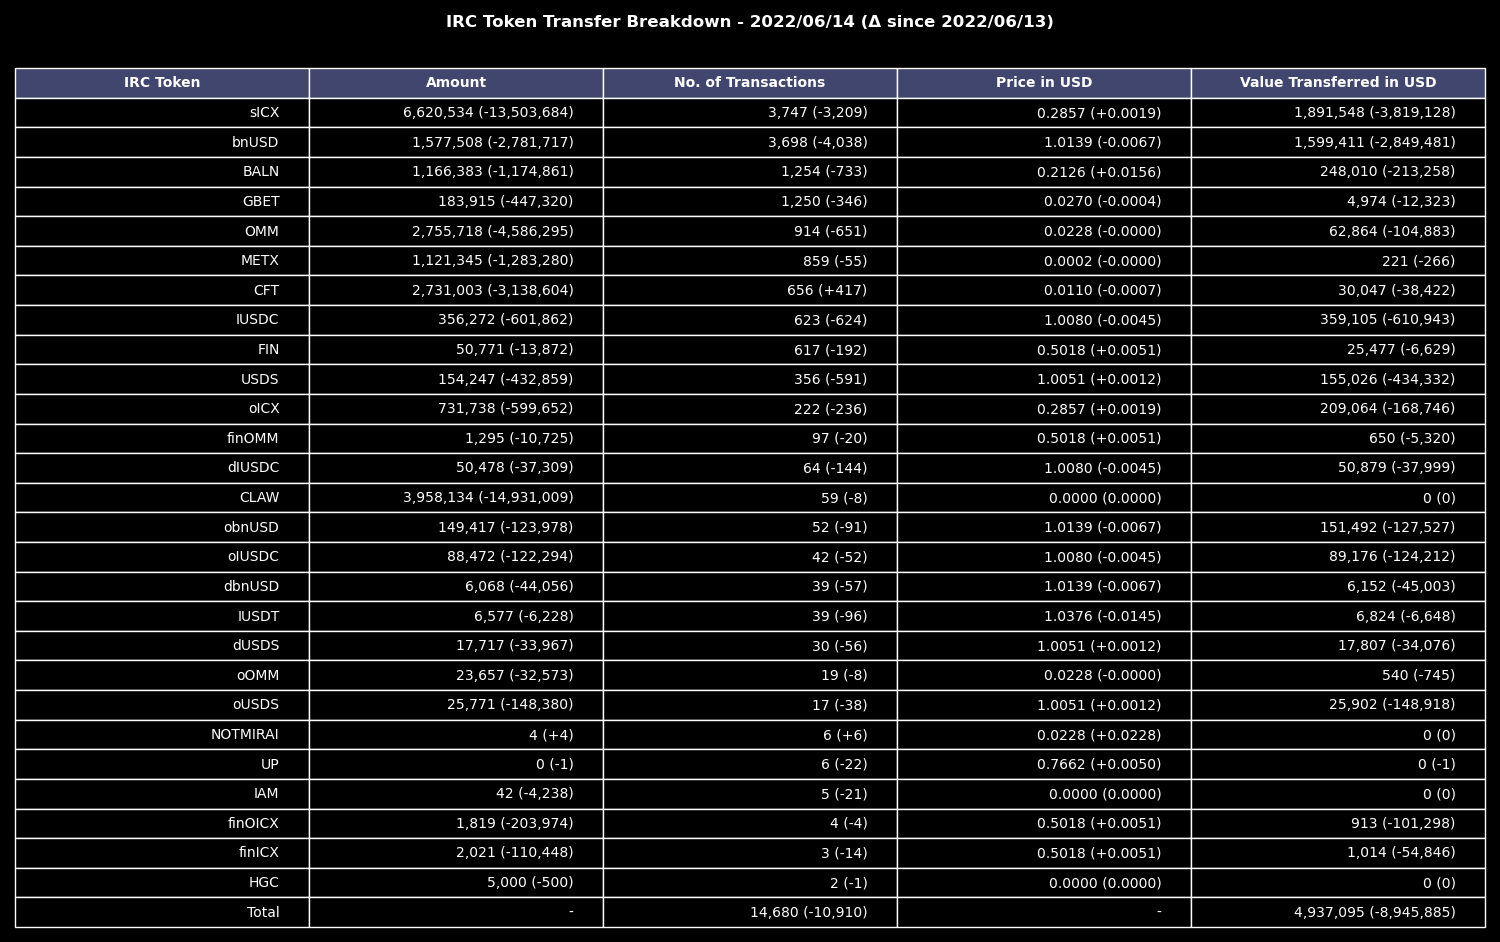 IRC Token Transfer Breakdown - 2022/06/14 (Δ since 2022/06/13)
IRC Token Amount No. of Transactions Price in USD Value Transferred in USD
sICX 6,620,534 (-13,503,684) 3,747 (-3,209) 0.2857 (+0.0019) 1,891,548 (-3,819,128)
bnUSD 1,577,508 (-2,781,717) 3,698 (-4,038) 1.0139 (-0.0067) 1,599,411 (-2,849,481)
BALN 1,166,383 (-1,174,861) 1,254 (-733) 0.2126 (+0.0156) 248,010 (-213,258)
GBET 183,915 (-447,320) 1,250 (-346) 0.0270 (-0.0004) 4,974 (-12,323)
OMM 2,755,718 (-4,586,295) 914 (-651) 0.0228 (-0.0000) 62,864 (-104,883)
METX 1,121,345 (-1,283,280) 859 (-55) 0.0002 (-0.0000) 221 (-266)
CFT 2,731,003 (-3,138,604) 656 (+417) 0.0110 (-0.0007) 30,047 (-38,422)
IUSDC 356,272 (-601,862) 623 (-624) 1.0080 (-0.0045) 359,105 (-610,943)
FIN 50,771 (-13,872) 617 (-192) 0.5018 (+0.0051) 25,477 (-6,629)
USDS 154,247 (-432,859) 356 (-591) 1.0051 (+0.0012) 155,026 (-434,332)
oICX 731,738 (-599,652) 222 (-236) 0.2857 (+0.0019) 209,064 (-168,746)
finOMM 1,295 (-10,725) 97 (-20) 0.5018 (+0.0051) 650 (-5,320)
dIUSDC 50,478 (-37,309) 64 (-144) 1.0080 (-0.0045) 50,879 (-37,999)
CLAW 3,958,134 (-14,931,009) 59 (-8) 0.0000 (0.0000) 0 (0)
obnUSD 149,417 (-123,978) 52 (-91) 1.0139 (-0.0067) 151,492 (-127,527)
oIUSDC 88,472 (-122,294) 42 (-52) 1.0080 (-0.0045) 89,176 (-124,212)
dbnUSD 6,068 (-44,056) 39 (-57) 1.0139 (-0.0067) 6,152 (-45,003)
IUSDT 6,577 (-6,228) 39 (-96) 1.0376 (-0.0145) 6,824 (-6,648)
dUSDS 17,717 (-33,967) 30 (-56) 1.0051 (+0.0012) 17,807 (-34,076)
oOMM 23,657 (-32,573) 19 (-8) 0.0228 (-0.0000) 540 (-745)
oUSDS 25,771 (-148,380) 17 (-38) 1.0051 (+0.0012) 25,902 (-148,918)
NOTMIRAI 4 (+4) 6 (+6) 0.0228 (+0.0228) 0 (0)
UP 0 (-1) 6 (-22) 0.7662 (+0.0050) 0 (-1)
IAM 42 (-4,238) 5 (-21) 0.0000 (0.0000) 0 (0)
finOICX 1,819 (-203,974) 4 (-4) 0.5018 (+0.0051) 913 (-101,298)
finICX 2,021 (-110,448) 3 (-14) 0.5018 (+0.0051) 1,014 (-54,846)
HGC 5,000 (-500) 2 (-1) 0.0000 (0.0000) 0 (0)
Total - 14,680 (-10,910) - 4,937,095 (-8,945,885)